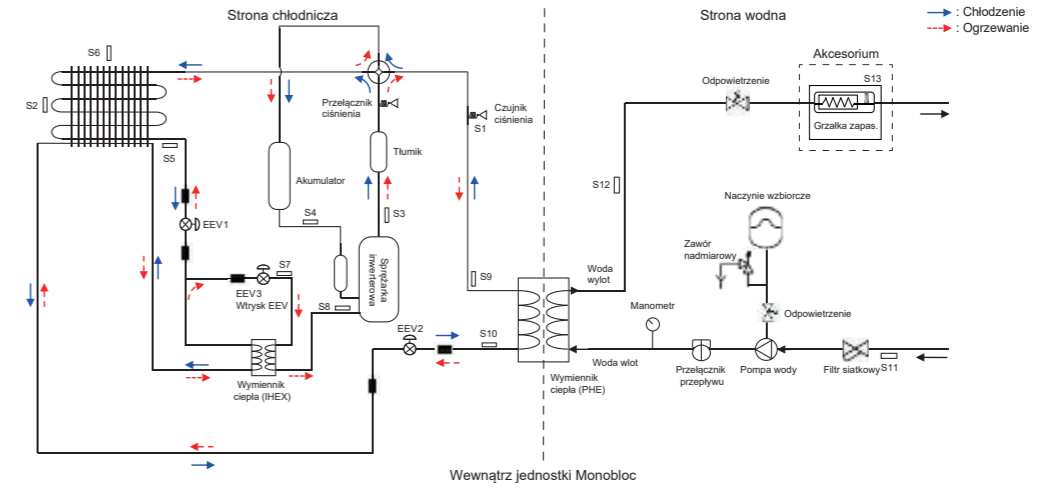 Strona chłodnicza
Strona wodna
: Chłodzenie
: Ogrzewanie
S6
S2
S5
Przełącznik
ciśnienia
Czujnik
ciśnienia
S1
Tłumik
Akumulator
S4
S3
EEV1
EEV3
Wtrysk EEV
S7
S8
Sprężarka
inwerterowa
S9
EEV2
S10
Wymiennik
ciepła (IHEX)
Wymiennik
ciepła (PHE)
Woda
wylot
Woda wlot
Manometr
S12
Odpowietrzenie
Akcesorium
S13
Grzałka zapas.
Naczynie wzbiorcze
Zawór
nadmiarowy
Odpowietrzenie
Przełącznik
przepływu
Pompa wody
Filtr siatkowy
S11
Wewnątrz jednostki Monobloc